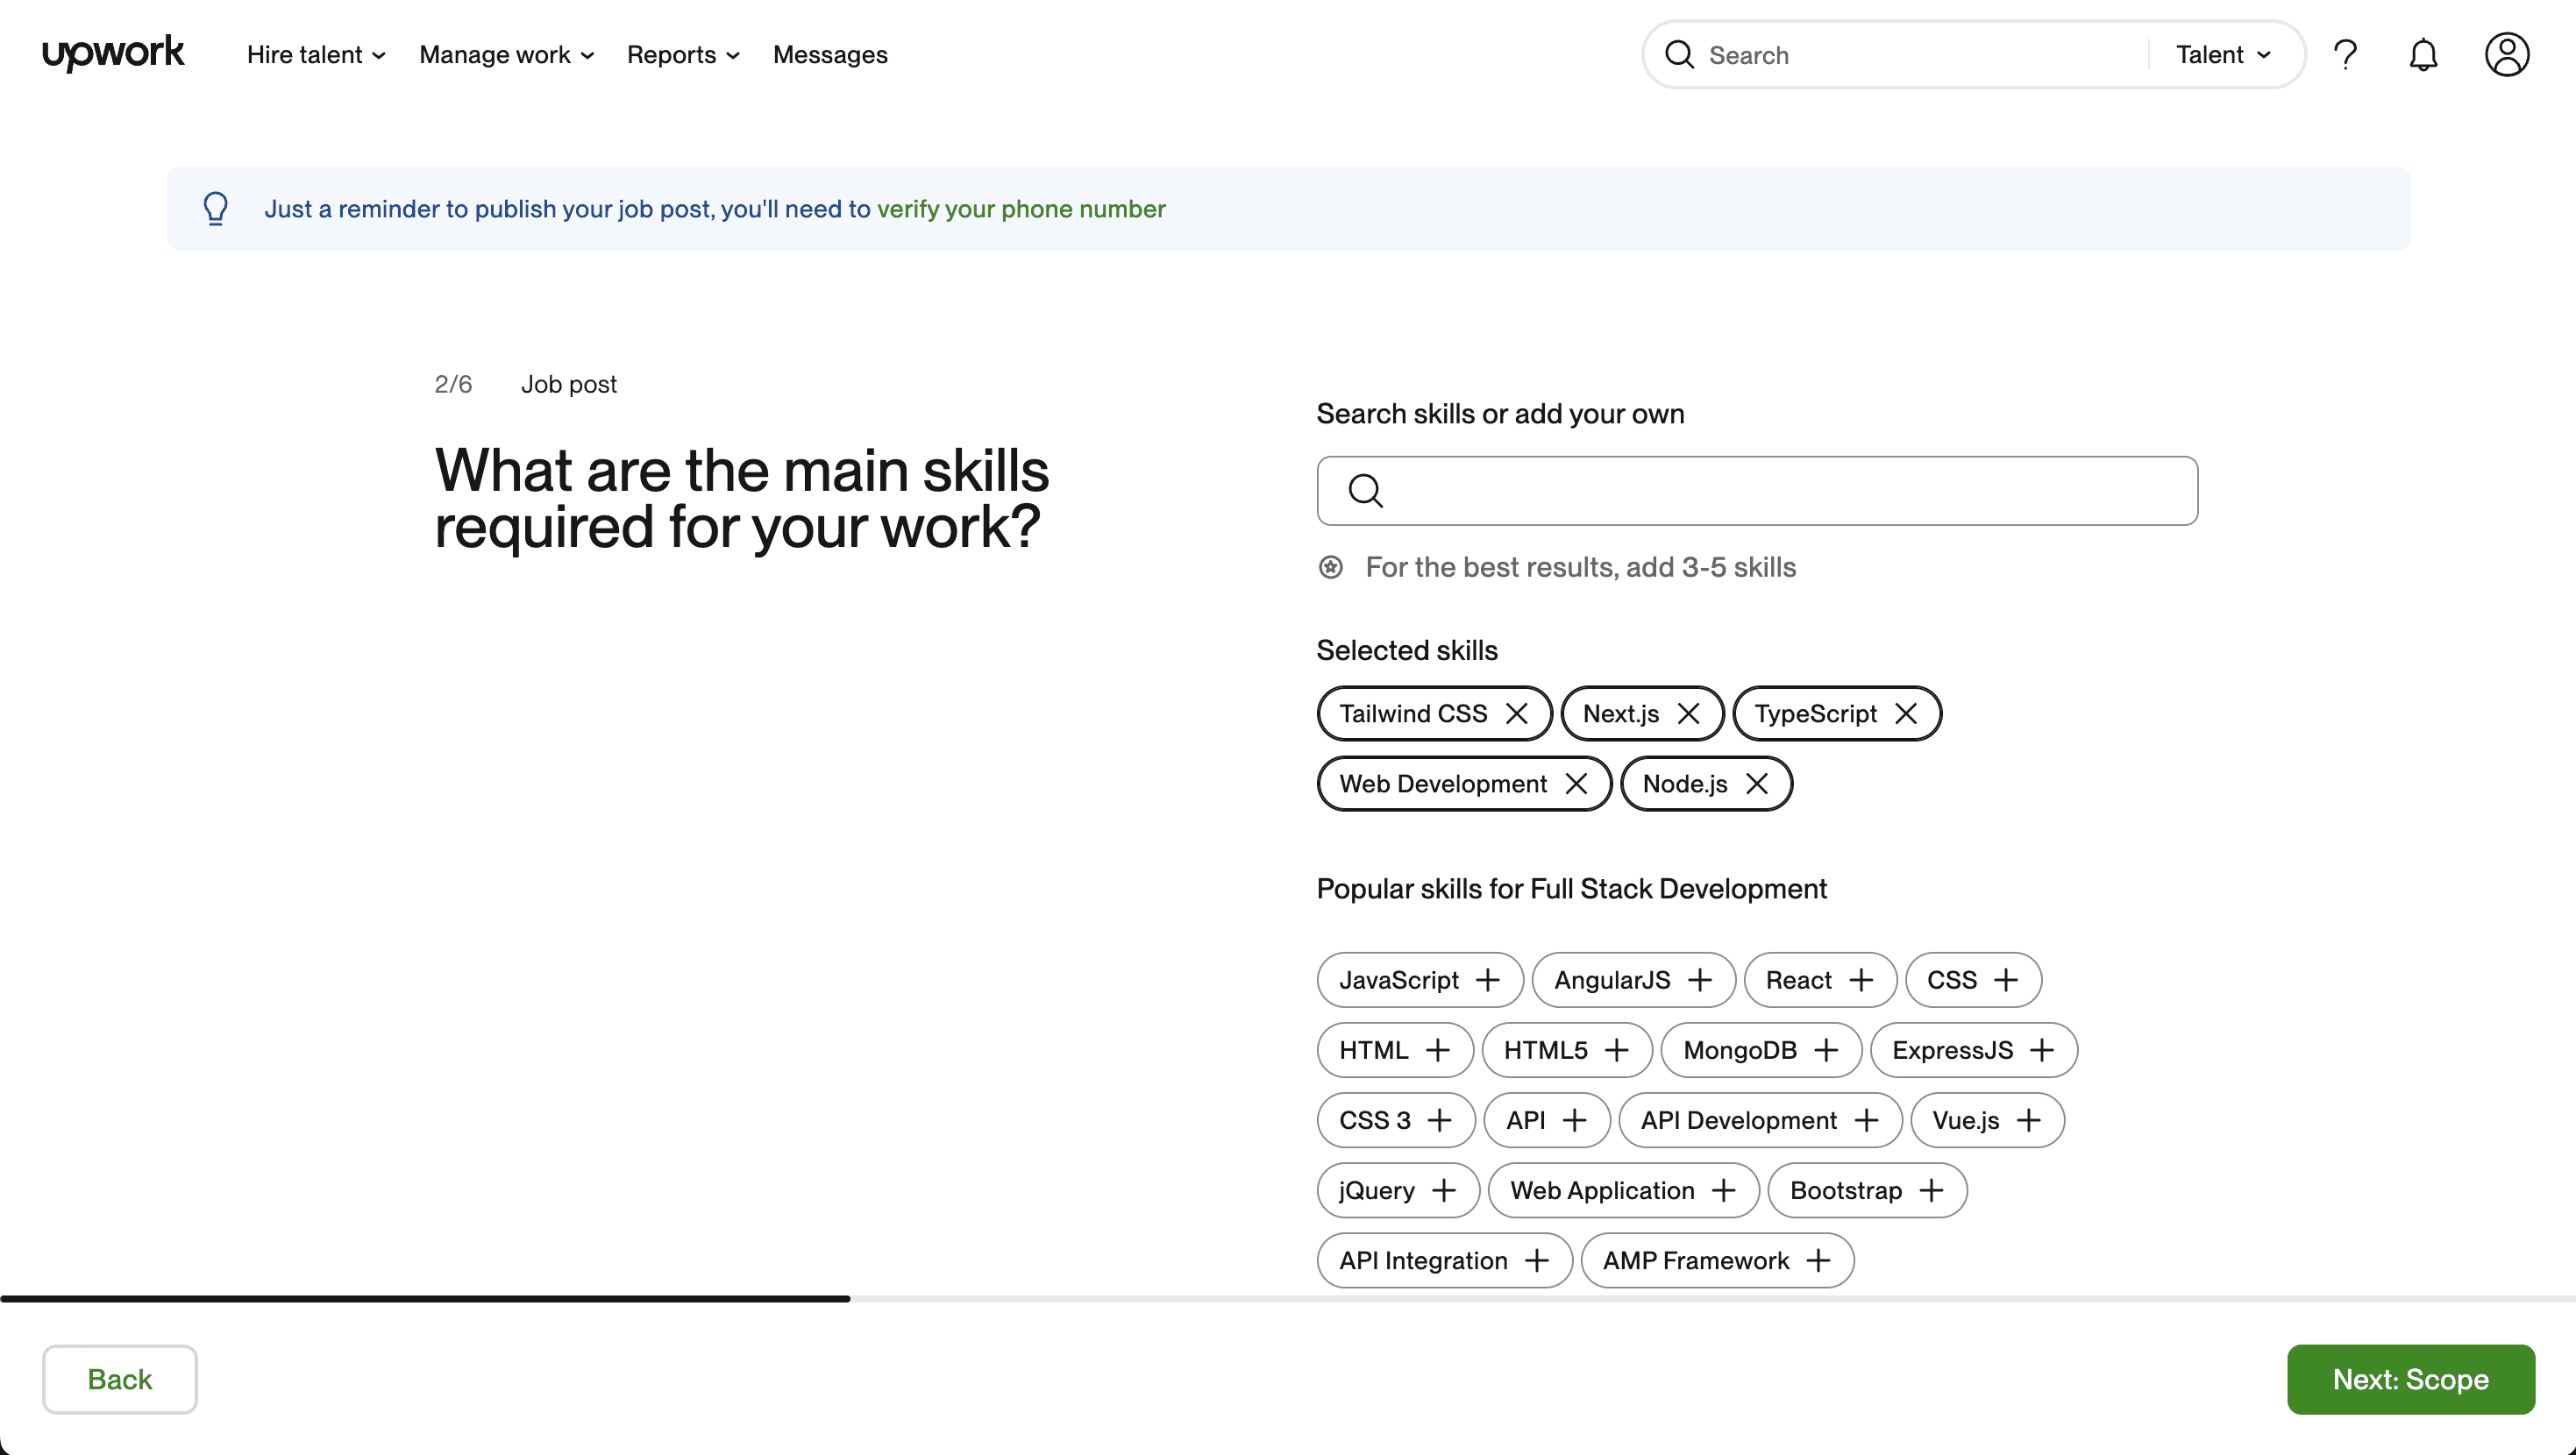 upwork Hire talent Manage work Reports Messages Search Talent
Just a reminder to publish your job post, you'll need to verify your phone number
2/6 Job post
What are the main skills
required for your work?
Search skills or add your own
For the best results, add 3-5 skills
Selected skills
Tailwind CSS Next.js TypeScript
Web Development Node.js
Popular skills for Full Stack Development
JavaScript AngularJS React CSS
HTML HTML5 MongoDB ExpressJS
CSS 3 API API Development Vue.js
jQuery Web Application Bootstrap
API Integration AMP Framework
Back Next: Scope